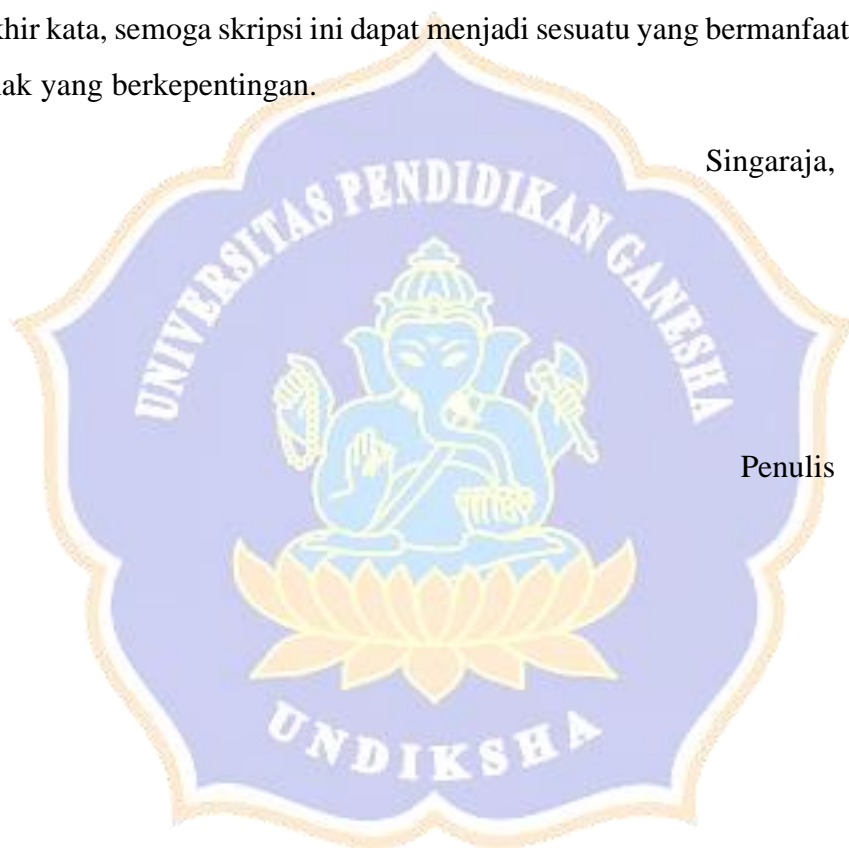 khir kata, semoga skripsi ini dapat menjadi sesuatu yang bermanfaat
ak yang berkepentingan.
Singaraja,
UNIVERSITAS PENDIDIKAN GANESHA
Penulis
UNDIKSHA